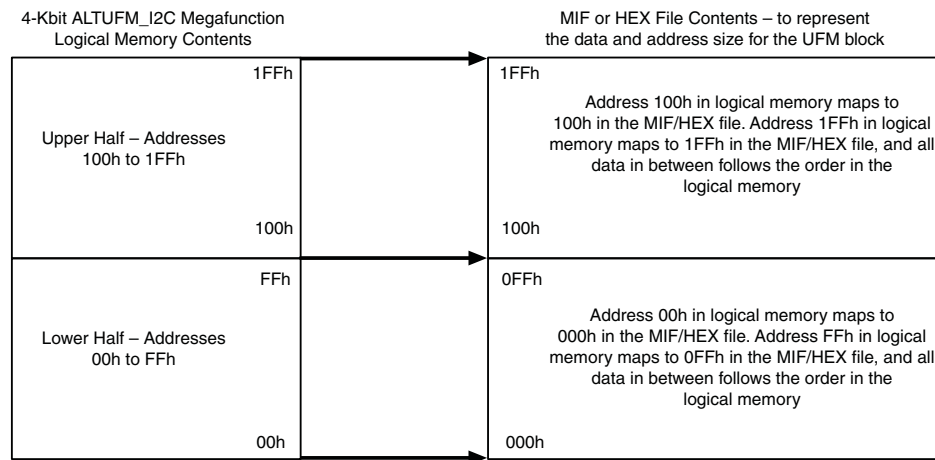 4-Kbit ALTUFM_I2C Megafunction
Logical Memory Contents
MIF or HEX File Contents – to represent
the data and address size for the UFM block
1FFh
Upper Half – Addresses
100h to 1FFh
100h
1FFh
Address 100h in logical memory maps to
100h in the MIF/HEX file. Address 1FFh in logical
memory maps to 1FFh in the MIF/HEX file, and all
data in between follows the order in the
logical memory
100h
FFh
Lower Half – Addresses
00h to FFh
00h
0FFh
Address 00h in logical memory maps to
000h in the MIF/HEX file. Address FFh in logical
memory maps to 0FFh in the MIF/HEX file, and all
data in between follows the order in the
logical memory
000h